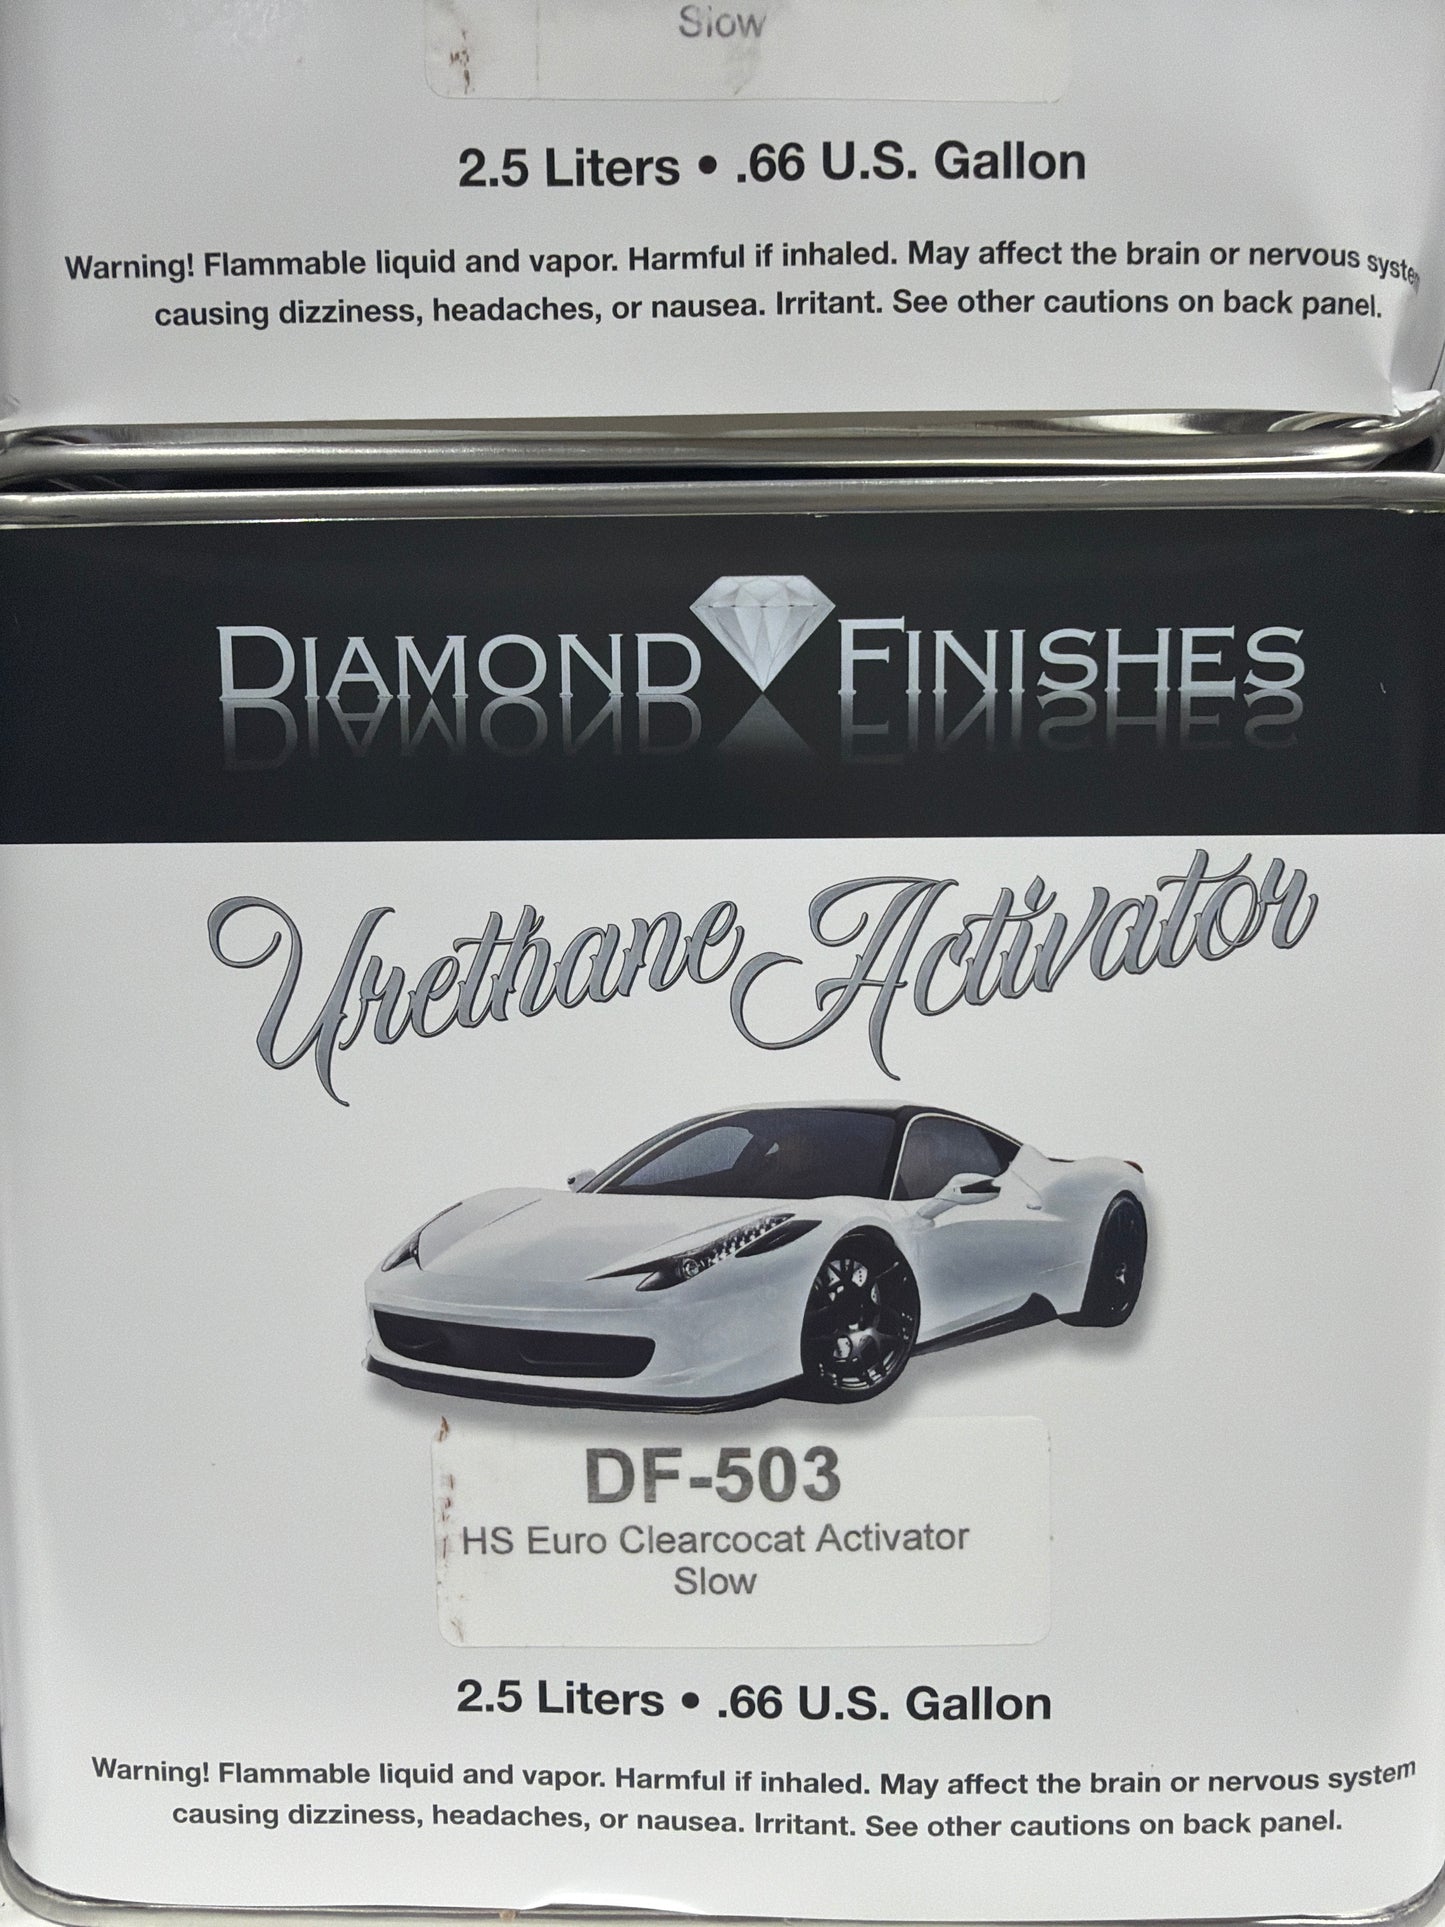 Slow
2.5 Liters • .66 U.S. Gallon
Warning! Flammable liquid and vapor. Harmful if inhaled. May affect the brain or nervous system
causing dizziness, headaches, or nausea. Irritant. See other cautions on back panel.
DIAMOND FINISHES
Urethane Activator
DF-503
HS Euro Clearcocat Activator
Slow
2.5 Liters • .66 U.S. Gallon
Warning! Flammable liquid and vapor. Harmful if inhaled. May affect the brain or nervous system
causing dizziness, headaches, or nausea. Irritant. See other cautions on back panel.